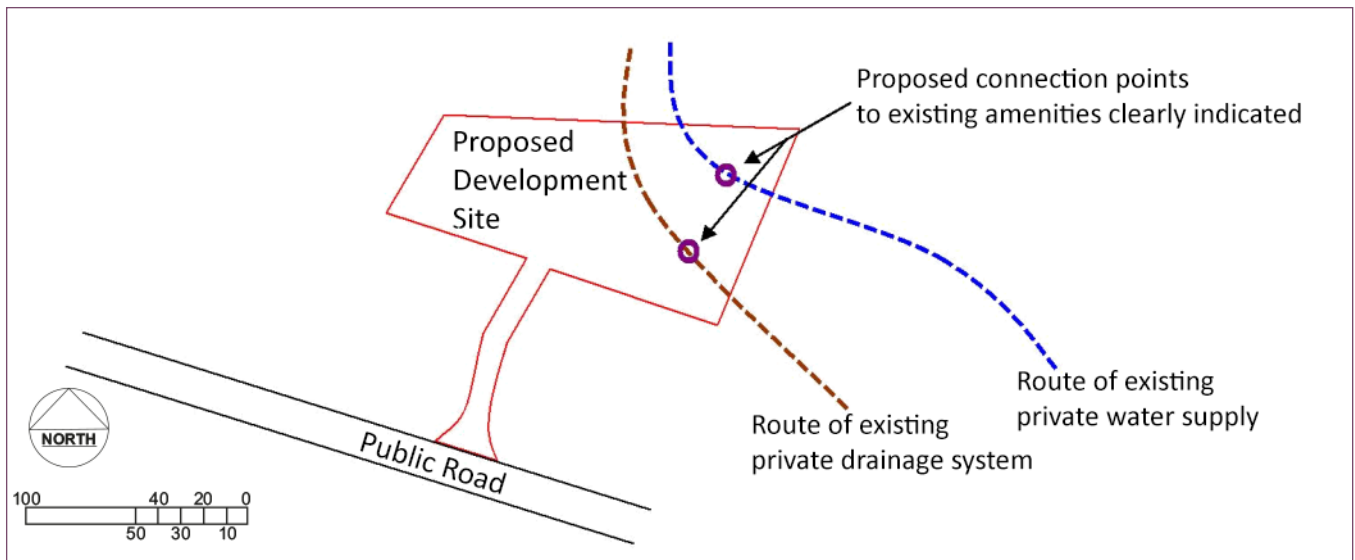 Proposed connection points
to existing amenities clearly indicated
Proposed
Development
Site
Route of existing
private water supply
Route of existing
private drainage system
Public Road
NORTH
100 40 20 0
50 30 10